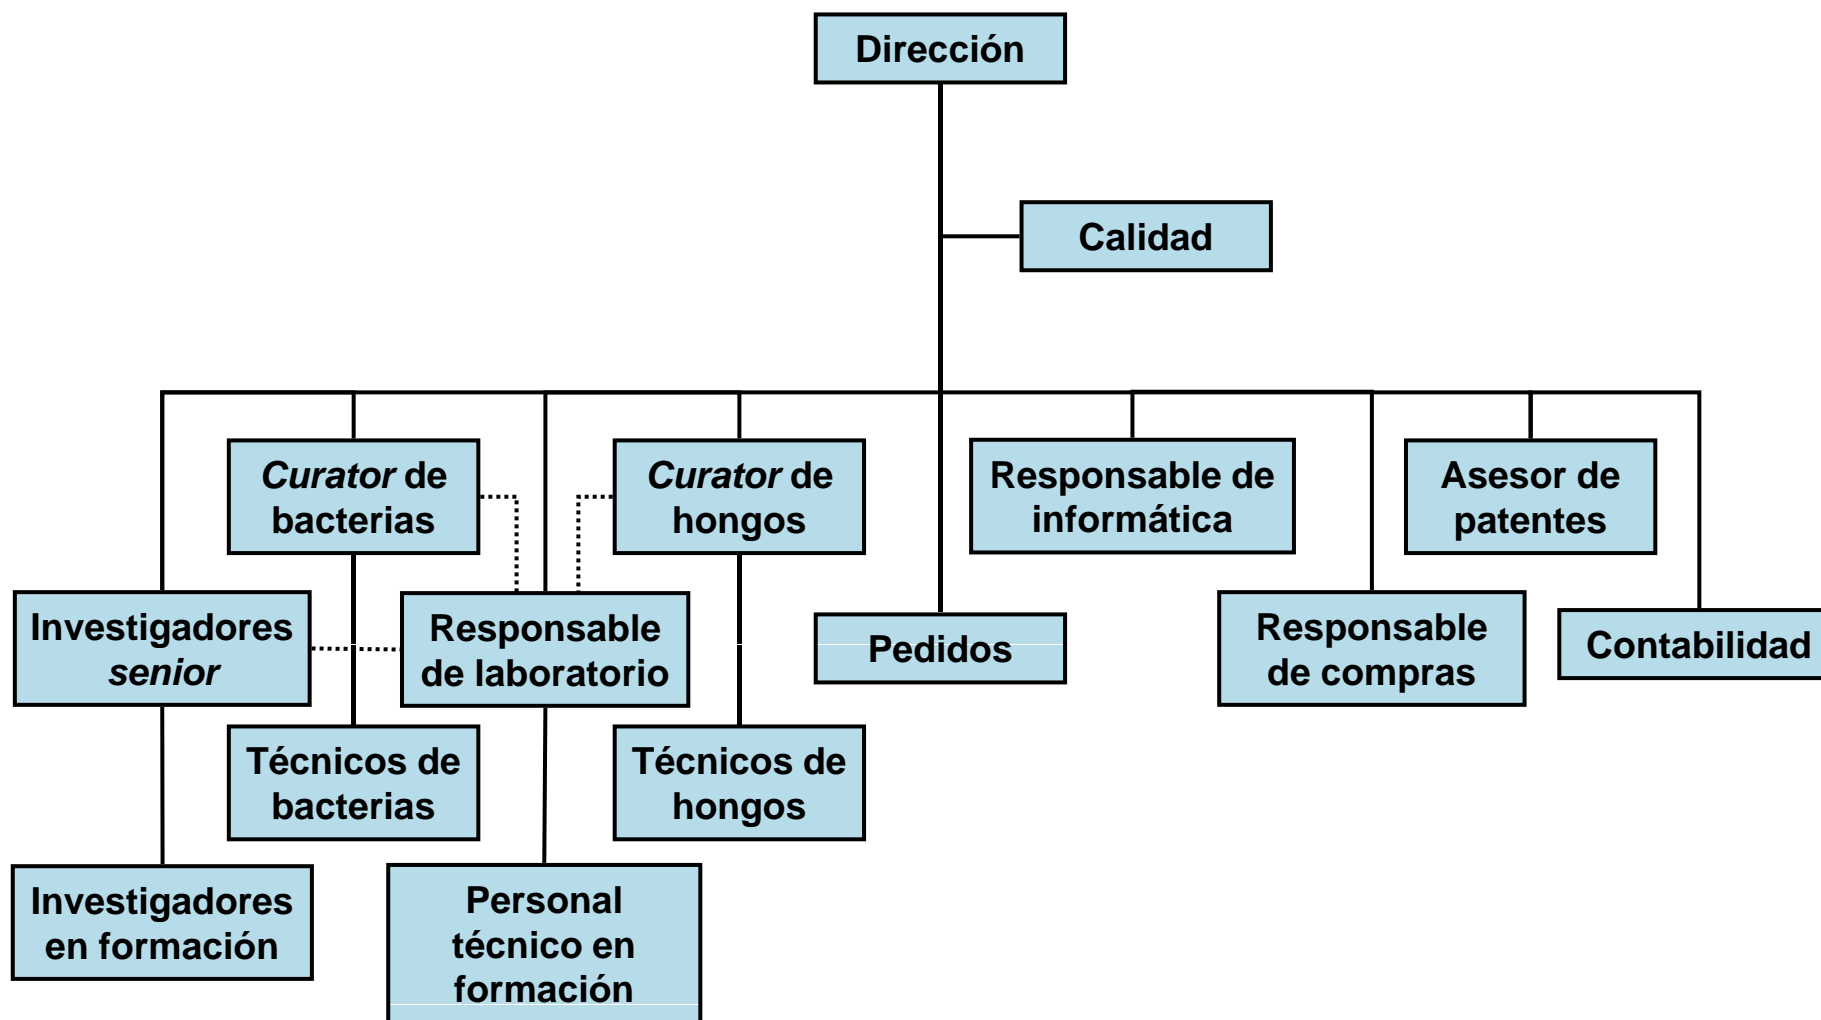 Dirección
Calidad
Curator de
bacterias
Curator de
hongos
Responsable de
informática
Asesor de
patentes
Investigadores
senior
Responsable
de laboratorio
Pedidos
Responsable
de compras
Contabilidad
Técnicos de
bacterias
Técnicos de
hongos
Investigadores
en formación
Personal
técnico en
formación